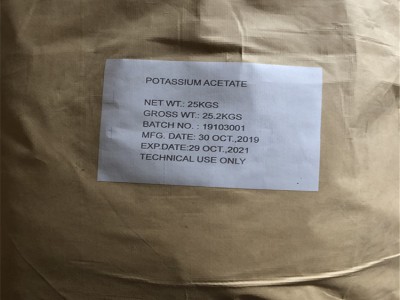 POTASSIUM ACETATE
NET WT.: 25KGS
GROSS WT.: 25.2KGS
BATCH NO. : 19103001
MFG. DATE: 30 OCT.,2019
EXP.DATE:29 OCT.,2021
TECHNICAL USE ONLY